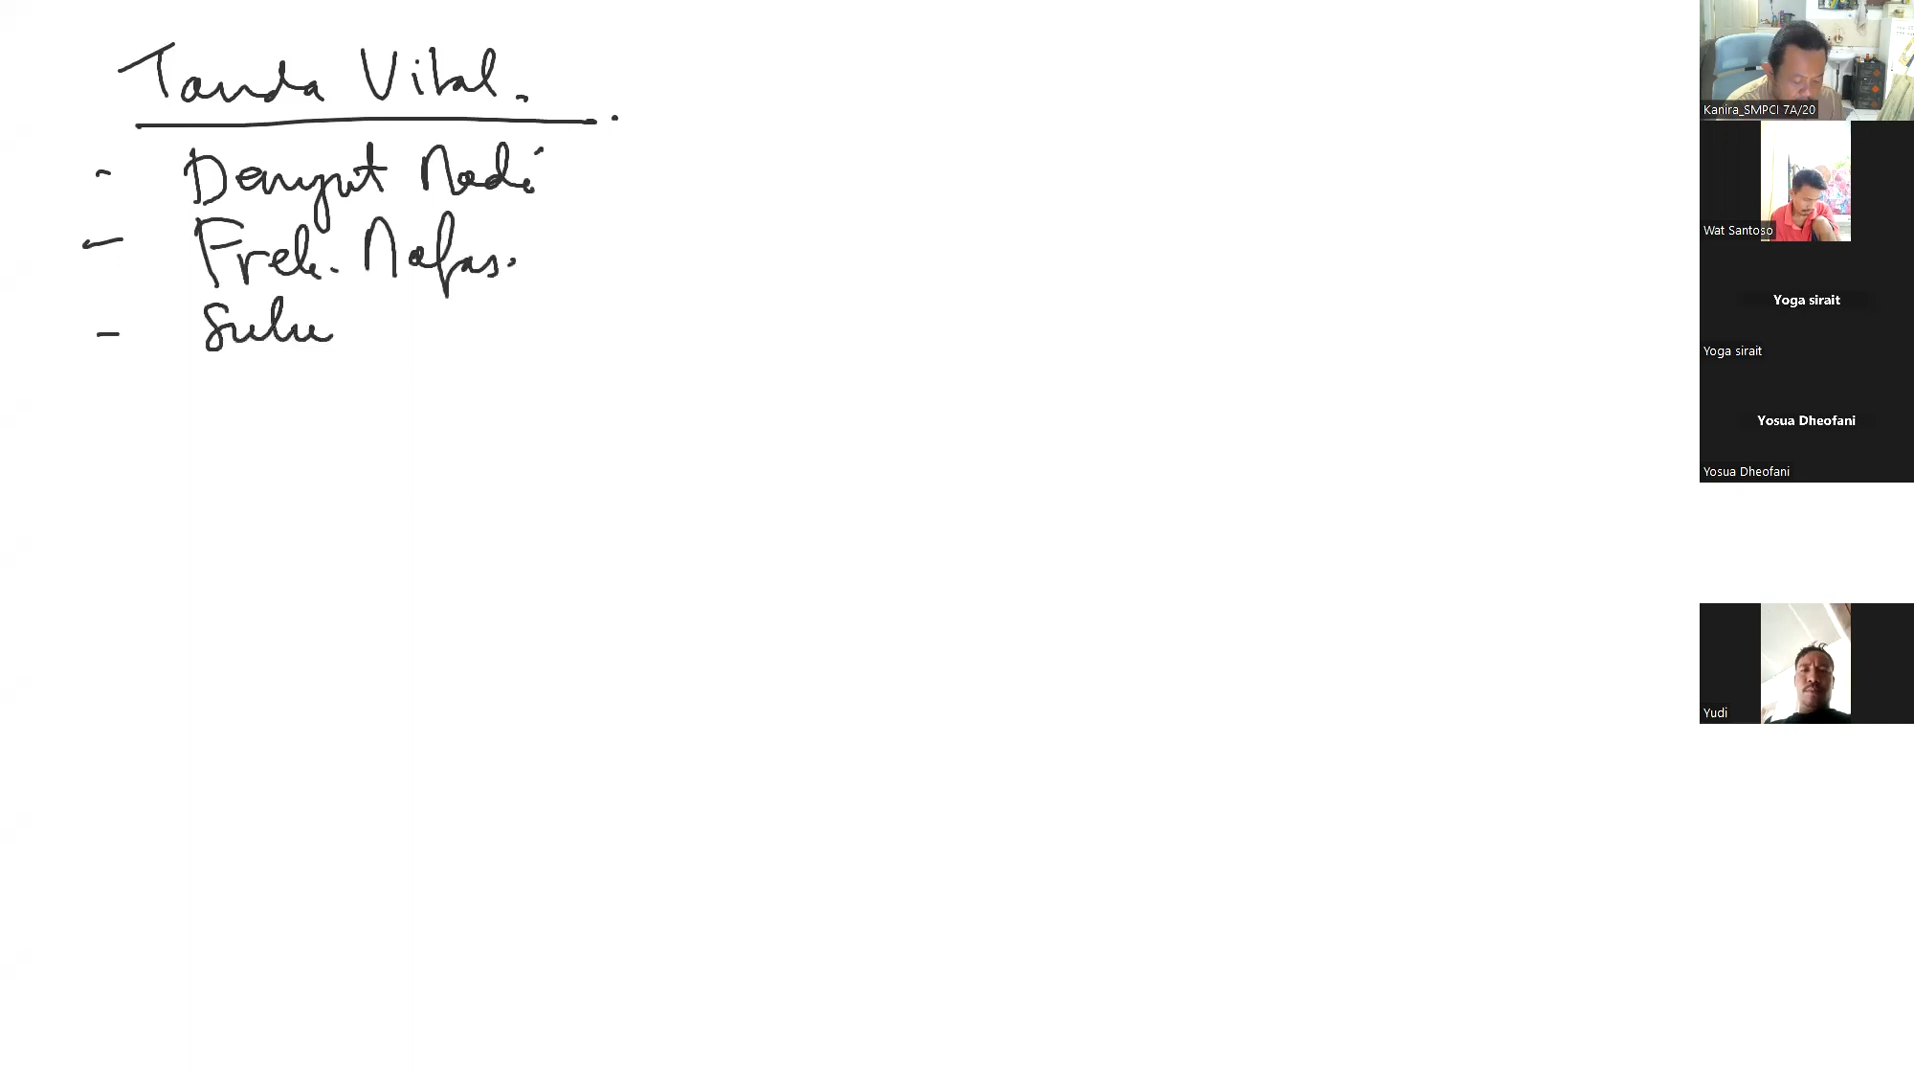 Tanda Vital.
- Denyut Nadi
- Frek. Nafas.
- Suhu
Kanira_SMPCI 7A/20
Wat Santoso
Yoga sirait
Yoga sirait
Yosua Dheofani
Yosua Dheofani
Yudi